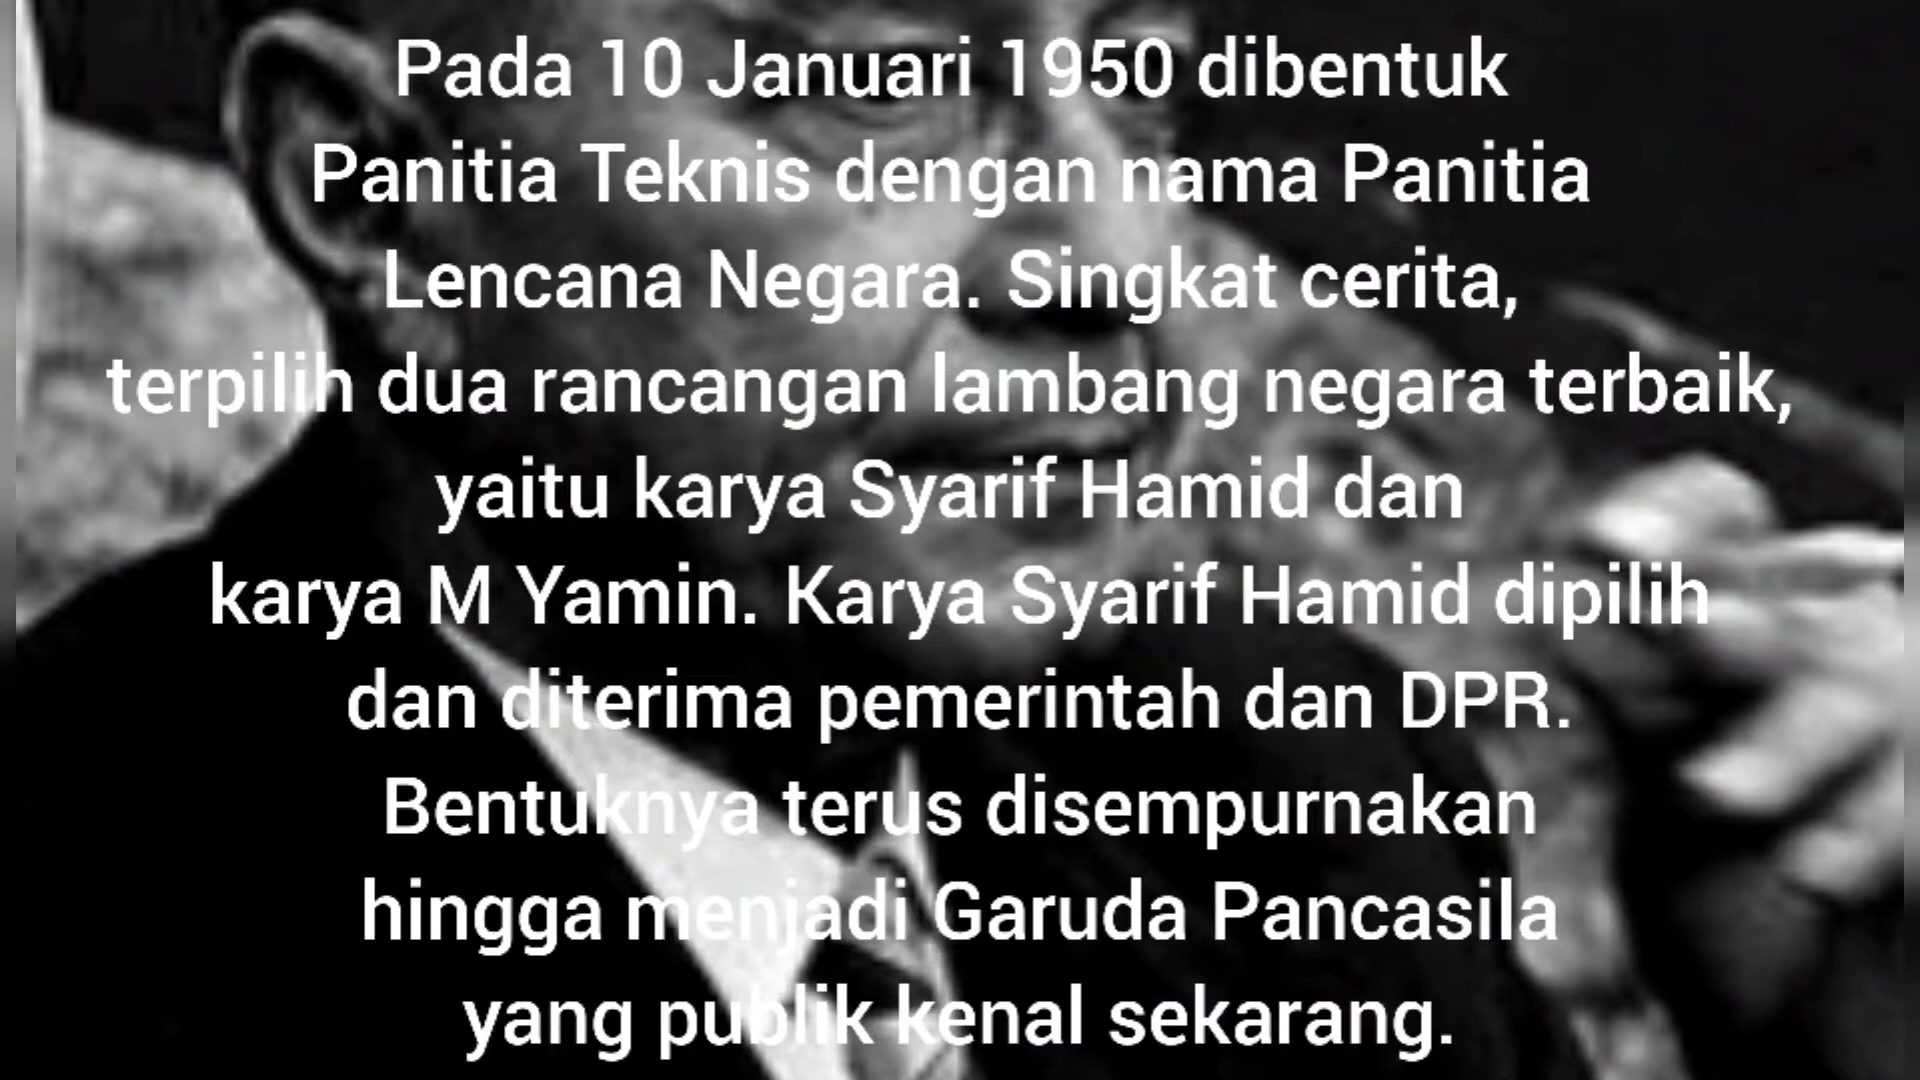 Pada 10 Januari 1950 dibentuk
Panitia Teknis dengan nama Panitia
Lencana Negara. Singkat cerita,
terpilih dua rancangan lambang negara terbaik,
yaitu karya Syarif Hamid dan
karya M Yamin. Karya Syarif Hamid dipilih
dan diterima pemerintah dan DPR.
Bentuknya terus disempurnakan
hingga menjadi Garuda Pancasila
yang publik kenal sekarang.